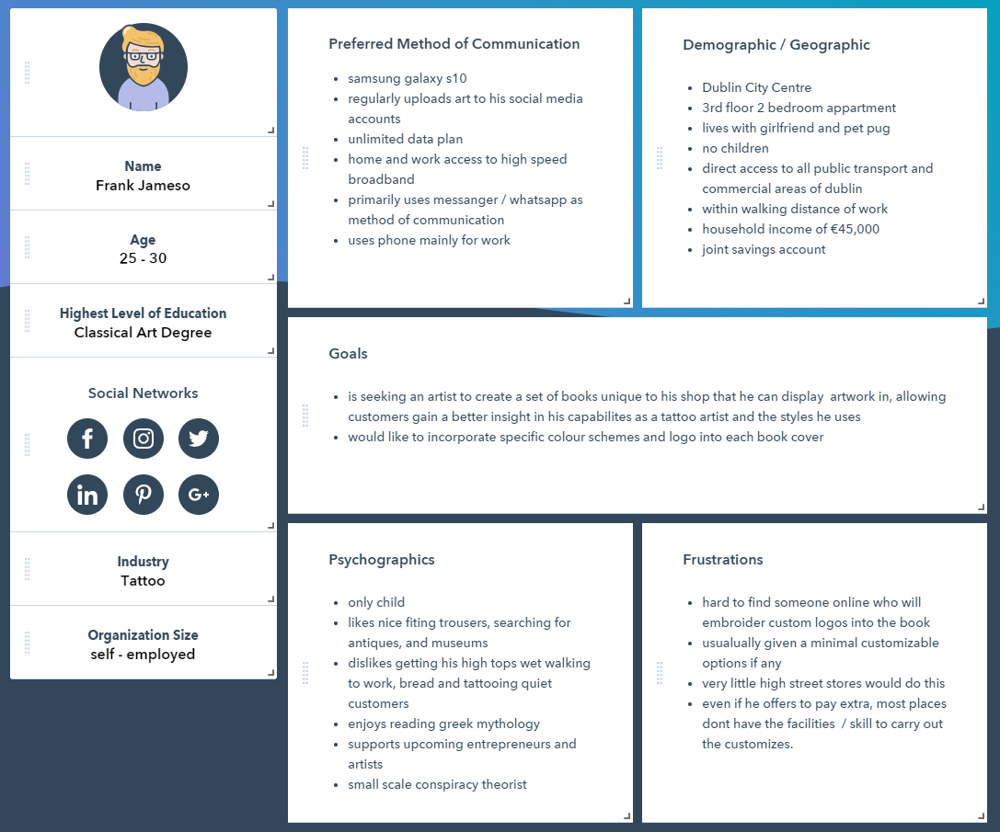 Name
Frank Jameso
Age
25 - 30
Highest Level of Education
Classical Art Degree
Social Networks
f
in
G+
Industry
Tattoo
Organization Size
self - employed
Preferred Method of Communication
samsung galaxy s10
regularly uploads art to his social media
accounts
unlimited data plan
home and work access to high speed
broadband
primarily uses messanger / whatsapp as
method of communication
uses phone mainly for work
Demographic / Geographic
Dublin City Centre
3rd floor 2 bedroom appartment
lives with girlfriend and pet pug
no children
direct access to all public transport and
commercial areas of dublin
within walking distance of work
household income of €45,000
joint savings account
Goals
is seeking an artist to create a set of books unique to his shop that he can display  artwork in, allowing
customers gain a better insight in his capabilites as a tattoo artist and the styles he uses
would like to incorporate specific colour schemes and logo into each book cover
Psychographics
only child
likes nice fiting trousers, searching for
antiques, and museums
dislikes getting his high tops wet walking
to work, bread and tattooing quiet
customers
enjoys reading greek mythology
supports upcoming entrepreneurs and
artists
small scale conspiracy theorist
Frustrations
hard to find someone online who will
embroider custom logos into the book
usualually given a minimal customizable
options if any
very little high street stores would do this
even if he offers to pay extra, most places
dont have the facilities  / skill to carry out
the customizes.